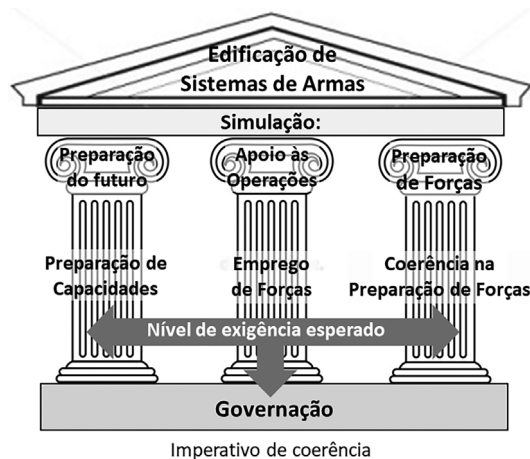 Edificação de
Sistemas de Armas
Simulação:
Preparação
do futuro
Apoio às
Operações
Preparação
de Forças
Preparação de
Capacidades
Emprego
de Forças
Coerência na
Preparação de Forças
Nível de exigência esperado
Governação
Imperativo de coerência